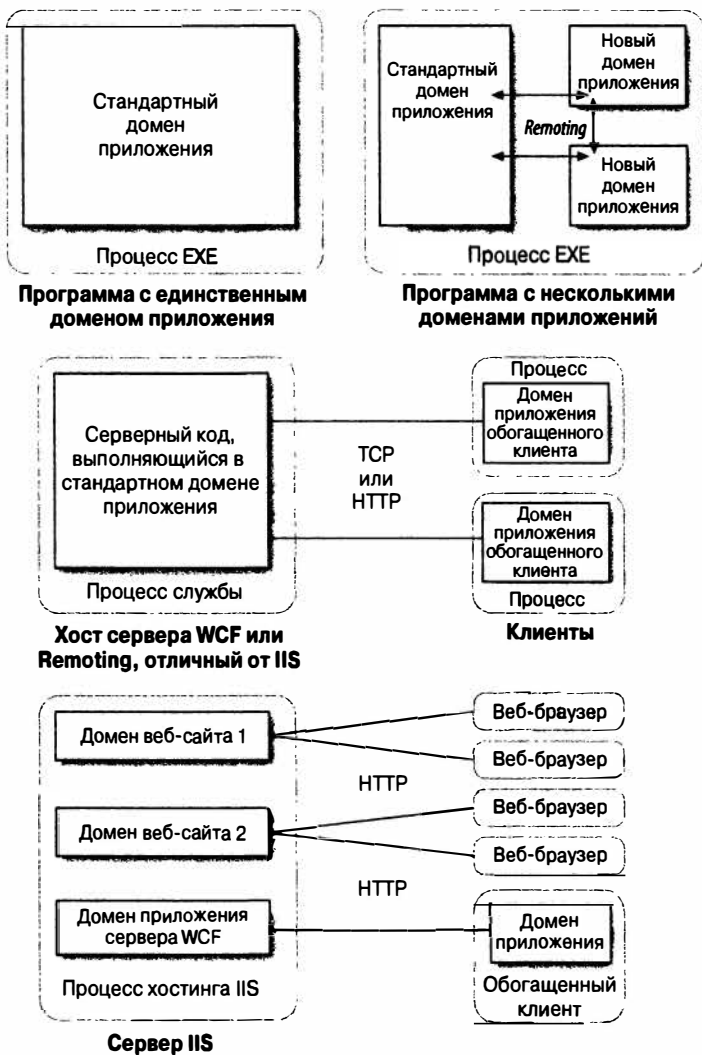 Стандартный
домен
приложения
Процесс EXE
Программа с единственным
доменом приложения
Стандартный
домен
приложения
Новый
домен
приложения
Remoting
Новый
домен
приложения
Процесс EXE
Программа с несколькими
доменами приложений
Серверный код,
выполняющийся в
стандартном домене
приложения
Процесс службы
Хост сервера WCF или
Remoting, отличный от IIS
TCP
или
HTTP
Процесс
Домен
приложения
обогащенного
клиента
Домен
приложения
обогащенного
клиента
Процесс
Клиенты
Домен веб-сайта 1
Домен веб-сайта 2
Домен приложения
сервера WCF
Процесс хостинга IIS
Сервер IIS
HTTP
HTTP
Веб-браузер
Веб-браузер
Веб-браузер
Веб-браузер
Домен
приложения
Обогащенный
клиент